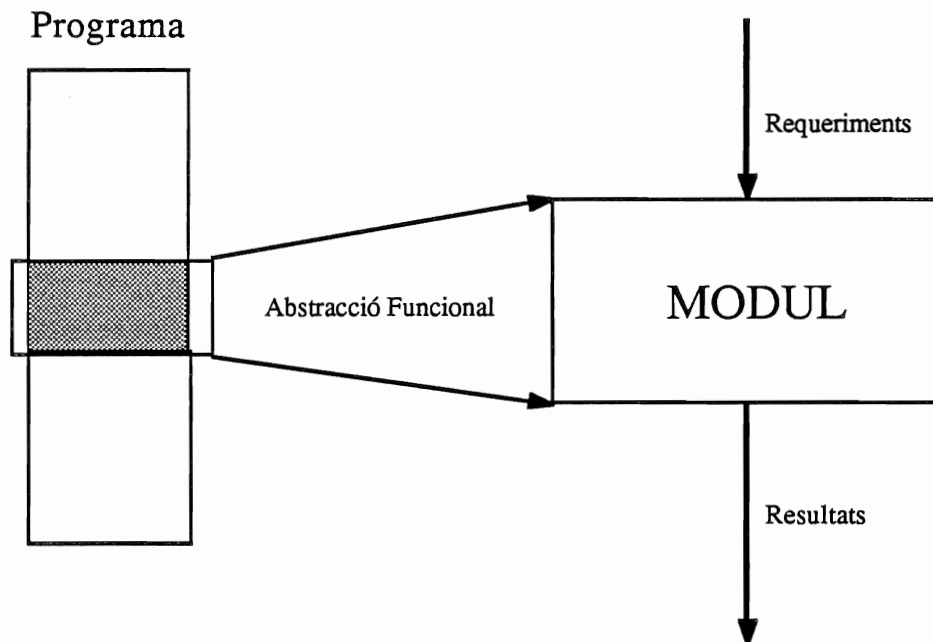 Programa
Requeriments
Abstracció Funcional
MODUL
Resultats